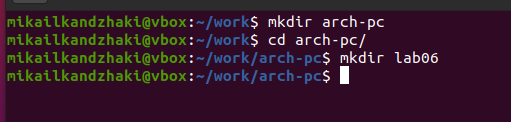 mikailkandzhaki@vbox:~/work$ mkdir arch-pc
mikailkandzhaki@vbox:~/work$ cd arch-pc/
mikailkandzhaki@vbox:~/work/arch-pc$ mkdir lab06
mikailkandzhaki@vbox:~/work/arch-pc$